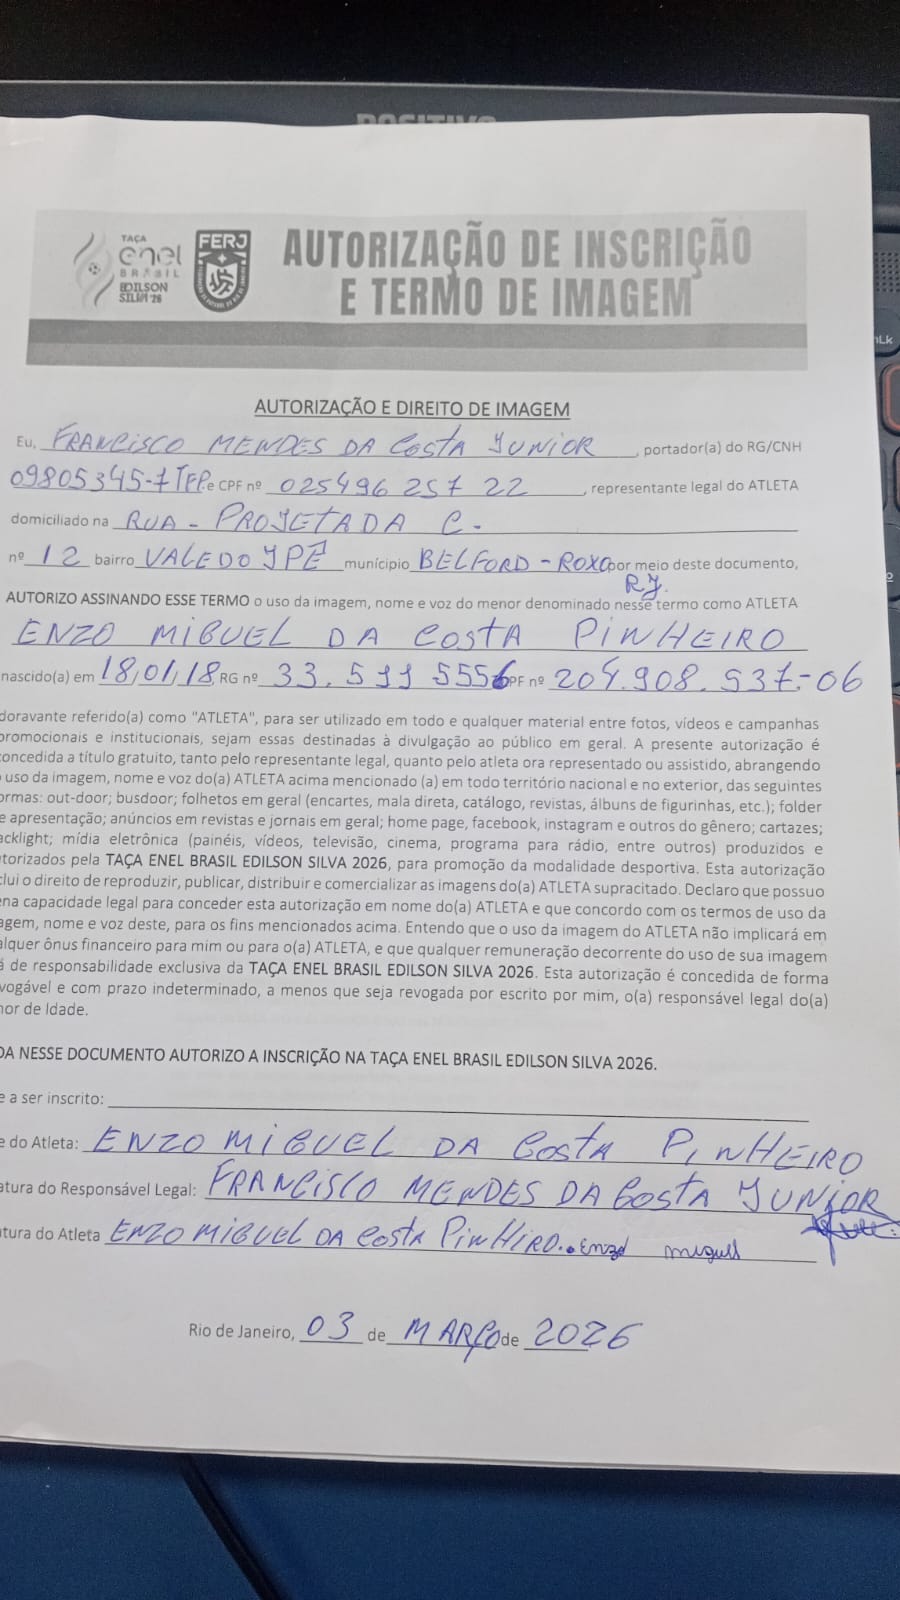 POSITIVO
TAÇA
enel
BRASIL
EDILSON
SILVA '26
FERJ
AUTORIZAÇÃO DE INSCRIÇÃO
E TERMO DE IMAGEM
nLk
AUTORIZAÇÃO E DIREITO DE IMAGEM
Eu, FRANCISCO MENDES DA COSTA JUNIOR, portador(a) do RG/CNH
09805345-7 e CPF nº 025496 257 22, representante legal do ATLETA
domiciliado na RUA - PROJETADA C.
nº 12 bairro VALE DO YPÊ munícipio BELFORD - ROXO por meio deste documento,
RJ.
AUTORIZO ASSINANDO ESSE TERMO o uso da imagem, nome e voz do menor denominado nesse termo como ATLETA
ENZO MIGUEL DA COSTA PINHEIRO
nascido(a) em 18/01/18, RG nº 33.511 5556 PF nº 204.908.537-06
doravante referido(a) como "ATLETA", para ser utilizado em todo e qualquer material entre fotos, vídeos e campanhas
promocionais e institucionais, sejam essas destinadas à divulgação ao público em geral. A presente autorização é
concedida a título gratuito, tanto pelo representante legal, quanto pelo atleta ora representado ou assistido, abrangendo
o uso da imagem, nome e voz do(a) ATLETA acima mencionado (a) em todo território nacional e no exterior, das seguintes
ormas: out-door; busdoor; folhetos em geral (encartes, mala direta, catálogo, revistas, álbuns de figurinhas, etc.); folder
e apresentação; anúncios em revistas e jornais em geral; home page, facebook, instagram e outros do gênero; cartazes;
acklight; mídia eletrônica (painéis, vídeos, televisão, cinema, programa para rádio, entre outros) produzidos e
torizados pela TAÇA ENEL BRASIL EDILSON SILVA 2026, para promoção da modalidade desportiva. Esta autorização
clui o direito de reproduzir, publicar, distribuir e comercializar as imagens do(a) ATLETA supracitado. Declaro que possuo
ena capacidade legal para conceder esta autorização em nome do(a) ATLETA e que concordo com os termos de uso da
agem, nome e voz deste, para os fins mencionados acima. Entendo que o uso da imagem do ATLETA não implicará em
alquer ônus financeiro para mim ou para o(a) ATLETA, e que qualquer remuneração decorrente do uso de sua imagem
á de responsabilidade exclusiva da TAÇA ENEL BRASIL EDILSON SILVA 2026. Esta autorização é concedida de forma
vogável e com prazo indeterminado, a menos que seja revogada por escrito por mim, o(a) responsável legal do(a)
nor de Idade.
DA NESSE DOCUMENTO AUTORIZO A INSCRIÇÃO NA TAÇA ENEL BRASIL EDILSON SILVA 2026.
e a ser inscrito:
e do Atleta: ENZO MIGUEL DA COSTA PINHEIRO
atura do Responsável Legal: FRANCISCO MENDES DA COSTA JUNIOR
atura do Atleta ENZO MIGUEL DA COSTA PINHIRO. Enzo miguel
Rio de Janeiro, 03 de MARÇO de 2026